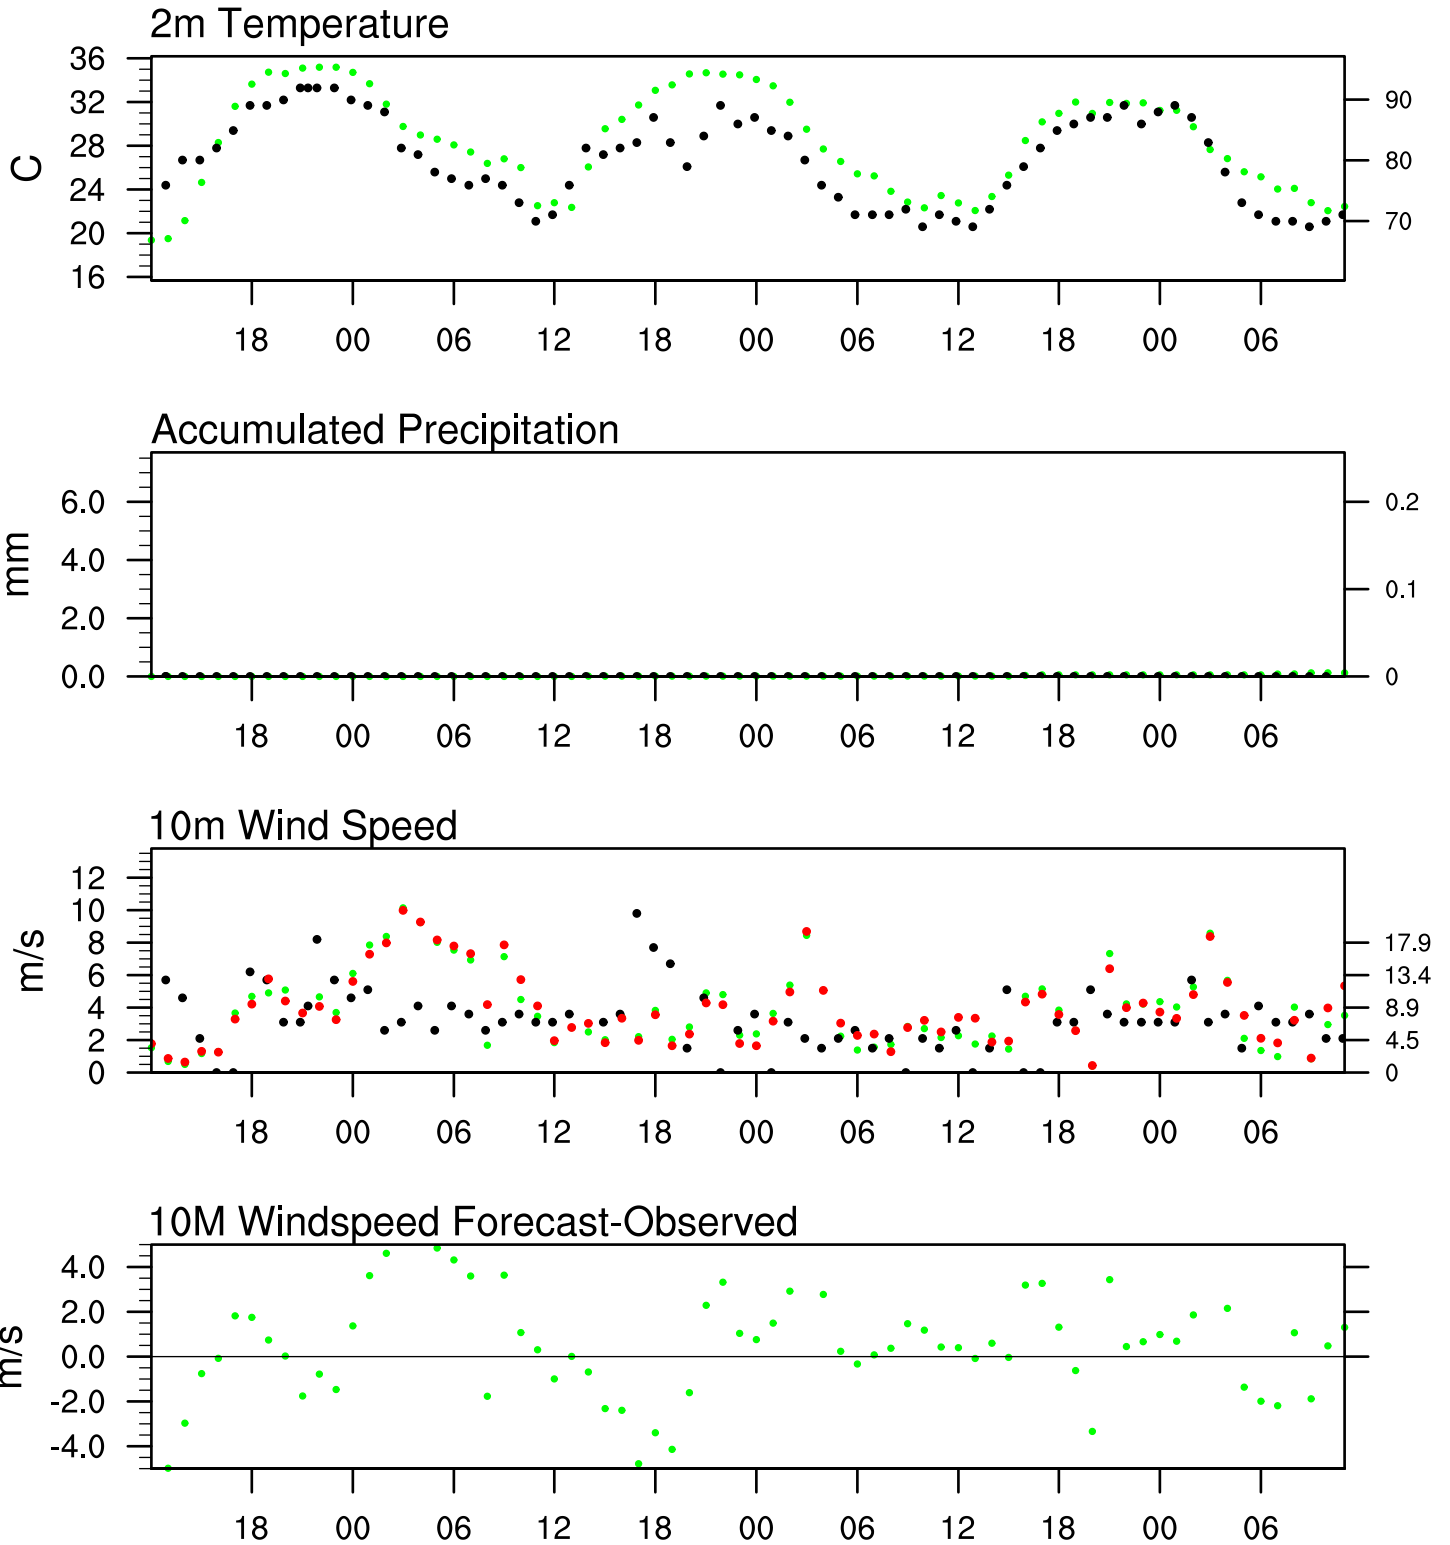 2m Temperature
36
32
28
24
20
16
C
90
80
70
18 00 06 12 18 00 06 12 18 00 06
Accumulated Precipitation
6.0
4.0
2.0
0.0
mm
0.2
0.1
0
18 00 06 12 18 00 06 12 18 00 06
10m Wind Speed
12
10
8
6
4
2
0
m/s
17.9
13.4
8.9
4.5
0
18 00 06 12 18 00 06 12 18 00 06
10M Windspeed Forecast-Observed
4.0
2.0
0.0
-2.0
-4.0
m/s
18 00 06 12 18 00 06 12 18 00 06